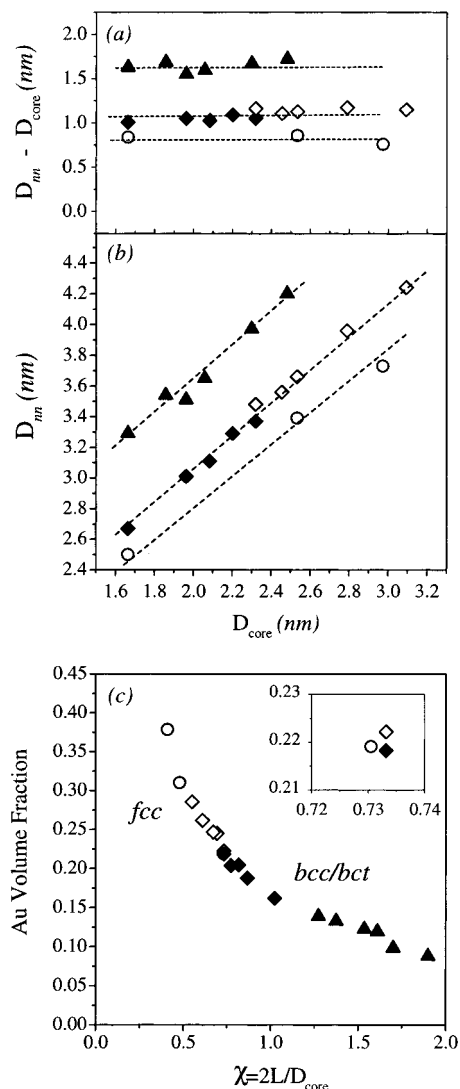 (a)
2.0
1.5
1.0
0.5
0.0
D_nn - D_core (nm)
(b)
4.4
4.2
4.0
3.8
3.6
3.4
3.2
3.0
2.8
2.6
2.4
D_nn (nm)
1.6 1.8 2.0 2.2 2.4 2.6 2.8 3.0 3.2
D_core (nm)
(c)
0.45
0.40
0.35
0.30
0.25
0.20
0.15
0.10
0.05
0.00
Au Volume Fraction
0.23
0.22
0.21
0.72 0.73 0.74
fcc
bcc/bct
0.0 0.5 1.0 1.5 2.0
χ=2L/D_core